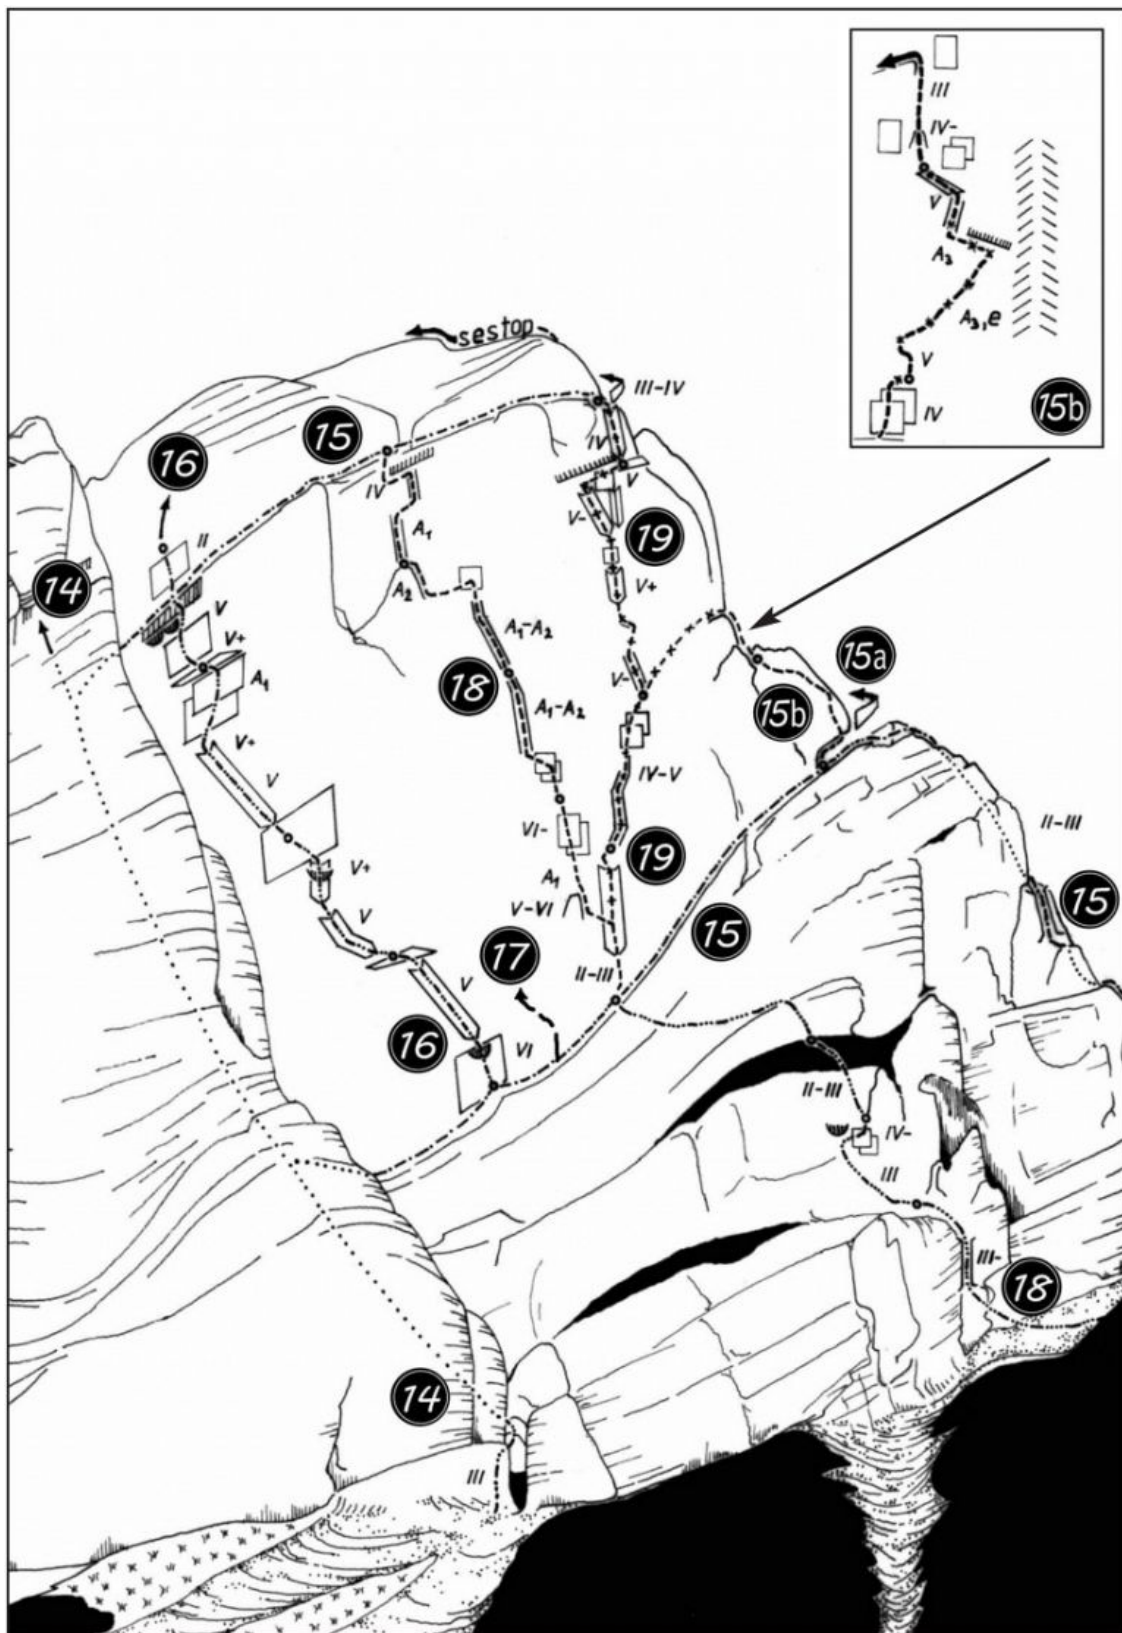 III
IV-
V
A3
A3,e
V
IV
15b
sestop
III-IV
15
IV
16
IV
V
II
A1
V-
19
14
A2
V+
V
V+
A1-A2
15a
A1
18
V-
15b
A1-A2
V+
IV-V
V
II-III
VI-
19
V+
A1
15
V-VI
15
V
17
II-III
V
16
VI
II-III
IV-
III
III-
18
14
III